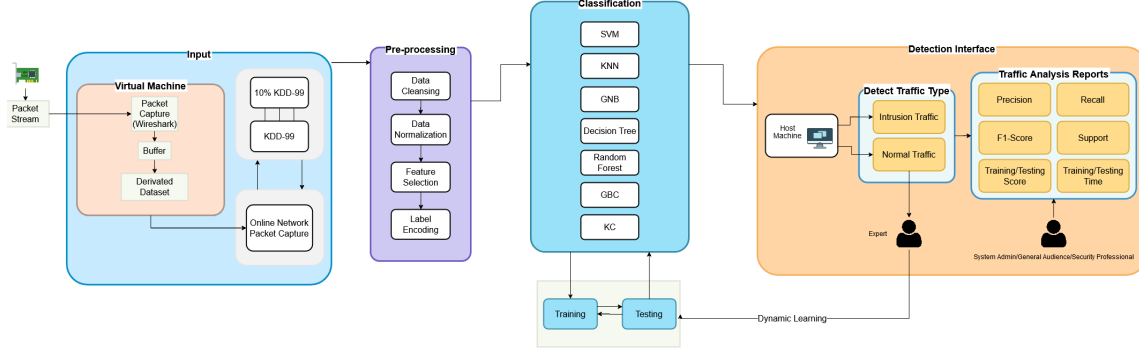 Packet
Stream
Input
Virtual Machine
Packet
Capture
(Wireshark)
Buffer
Derivated
Dataset
10% KDD-99
KDD-99
Online Network
Packet Capture
Pre-processing
Data
Cleansing
Data
Normalization
Feature
Selection
Label
Encoding
Classification
SVM
KNN
GNB
Decision Tree
Random
Forest
GBC
KC
Training
Testing
Detection Interface
Host
Machine
Detect Traffic Type
Intrusion Traffic
Normal Traffic
Traffic Analysis Reports
Precision
Recall
F1-Score
Support
Training/Testing
Score
Training/Testing
Time
Expert
System Admin/General Audience/Security Professional
Dynamic Learning